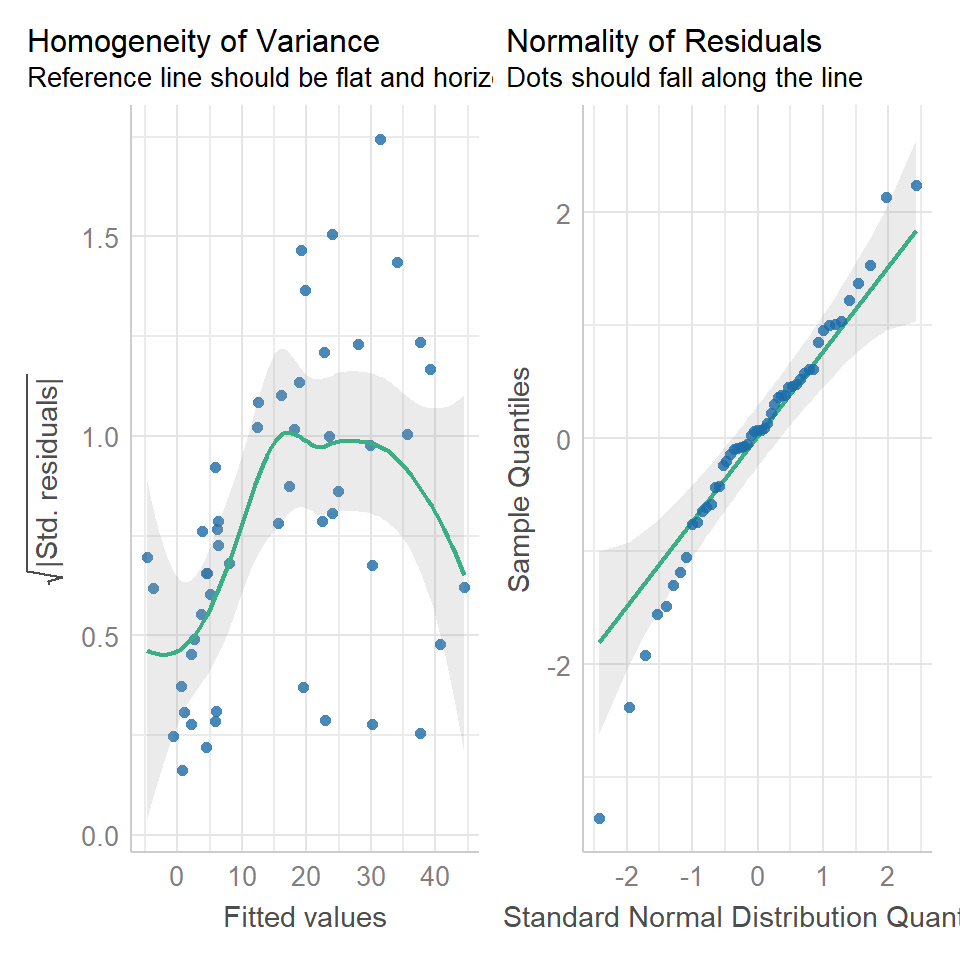 Homogeneity of Variance
Reference line should be flat and horizo
1.5
1.0
0.5
0.0
√|Std. residuals|
0 10 20 30 40
Fitted values
Normality of Residuals
Dots should fall along the line
2
0
-2
Sample Quantiles
-2 -1 0 1 2
Standard Normal Distribution Quant